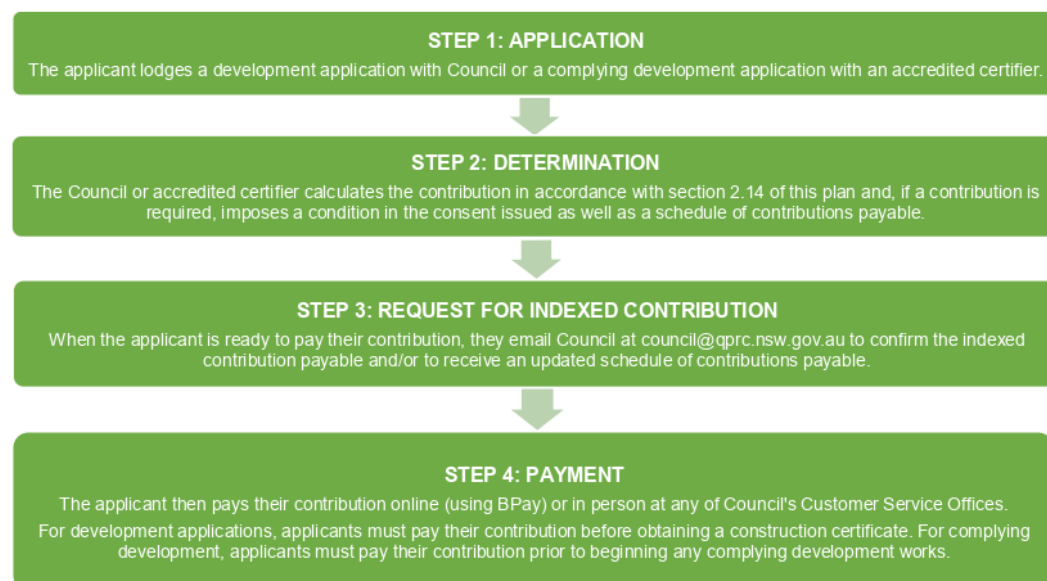 STEP 1: APPLICATION
The applicant lodges a development application with Council or a complying development application with an accredited certifier.
STEP 2: DETERMINATION
The Council or accredited certifier calculates the contribution in accordance with section 2.14 of this plan and, if a contribution is
required, imposes a condition in the consent issued as well as a schedule of contributions payable.
STEP 3: REQUEST FOR INDEXED CONTRIBUTION
When the applicant is ready to pay their contribution, they email Council at council@qprc.nsw.gov.au to confirm the indexed
contribution payable and/or to receive an updated schedule of contributions payable.
STEP 4: PAYMENT
The applicant then pays their contribution online (using BPay) or in person at any of Council's Customer Service Offices.
For development applications, applicants must pay their contribution before obtaining a construction certificate. For complying
development, applicants must pay their contribution prior to beginning any complying development works.